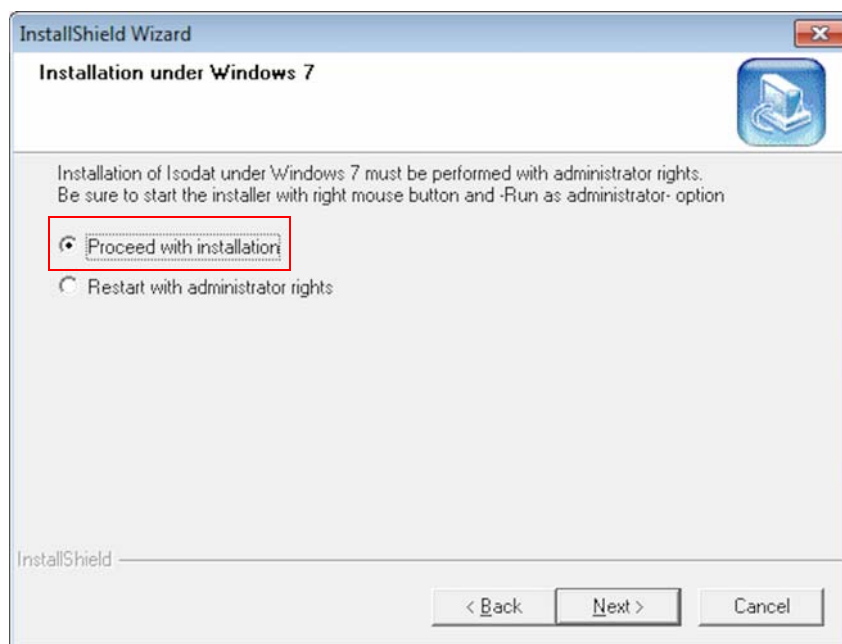 InstallShield Wizard
Installation under Windows 7
Installation of Isodat under Windows 7 must be performed with administrator rights.
Be sure to start the installer with right mouse button and -Run as administrator- option
Proceed with installation
Restart with administrator rights
InstallShield
< Back Next > Cancel